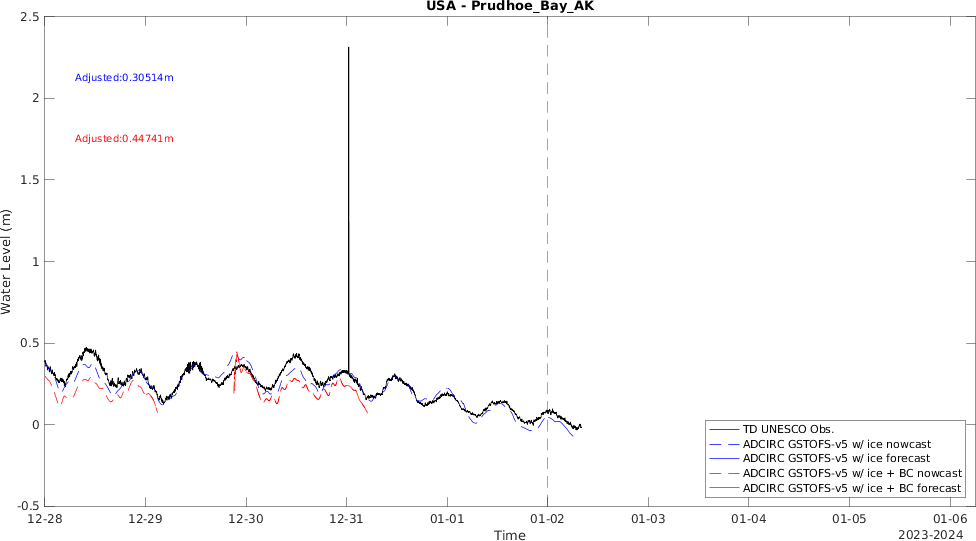 USA - Prudhoe_Bay_AK
2.5
2
1.5
1
0.5
0
-0.5
Water Level (m)
Adjusted:0.30514m
Adjusted:0.44741m
TD UNESCO Obs.
ADCIRC GSTOFS-v5 w/ ice nowcast
ADCIRC GSTOFS-v5 w/ ice forecast
ADCIRC GSTOFS-v5 w/ ice + BC nowcast
ADCIRC GSTOFS-v5 w/ ice + BC forecast
12-28 12-29 12-30 12-31 01-01 01-02 01-03 01-04 01-05 01-06
Time
2023-2024